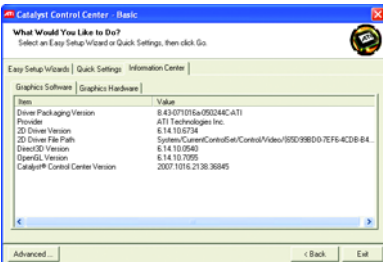 Catalyst Control Center - Basic
What Would You Like to Do?
Select an Easy Setup Wizard or Quick Settings, then click Go.
Easy Setup Wizards Quick Settings Information Center
Graphics Software Graphics Hardware
Item Value
Driver Packaging Version 8.43-071016a-050244C-ATI
Provider ATI Technologies Inc.
2D Driver Version 6.14.10.6734
2D Driver File Path System/CurrentControlSet/Control/Video/{65D99BD0-7EF6-4CDB-B4...
Direct3D Version 6.14.10.0540
OpenGL Version 6.14.10.7055
Catalyst® Control Center Version 2007.1016.2138.36845
Advanced... < Back Exit